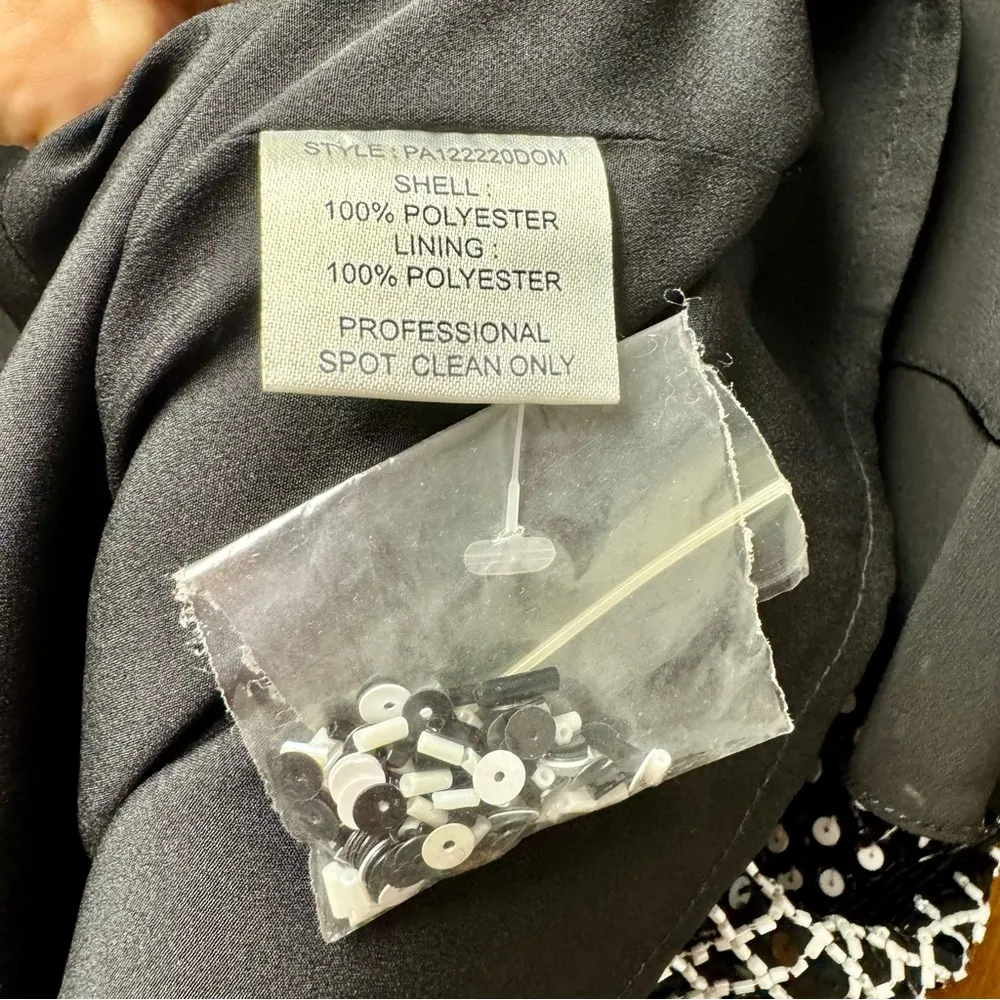 STYLE : PA122220DOM
SHELL :
100% POLYESTER
LINING :
100% POLYESTER
PROFESSIONAL
SPOT CLEAN ONLY